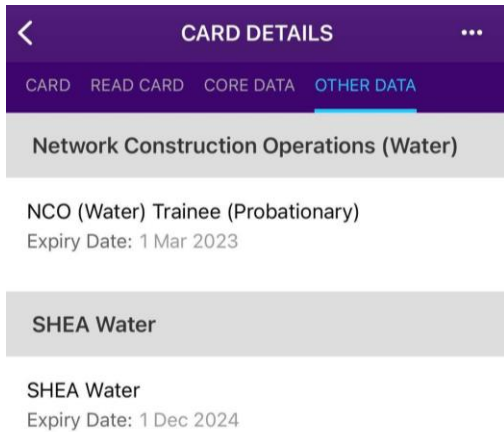 CARD DETAILS
CARD READ CARD CORE DATA OTHER DATA
Network Construction Operations (Water)
NCO (Water) Trainee (Probationary)
Expiry Date: 1 Mar 2023
SHEA Water
SHEA Water
Expiry Date: 1 Dec 2024